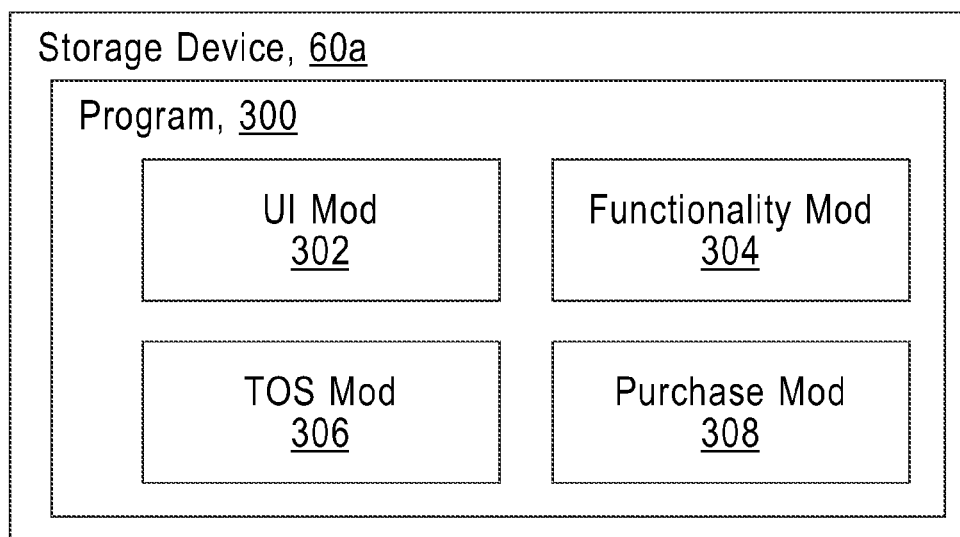 Storage Device, 60a
Program, 300
UI Mod
302
Functionality Mod
304
TOS Mod
306
Purchase Mod
308